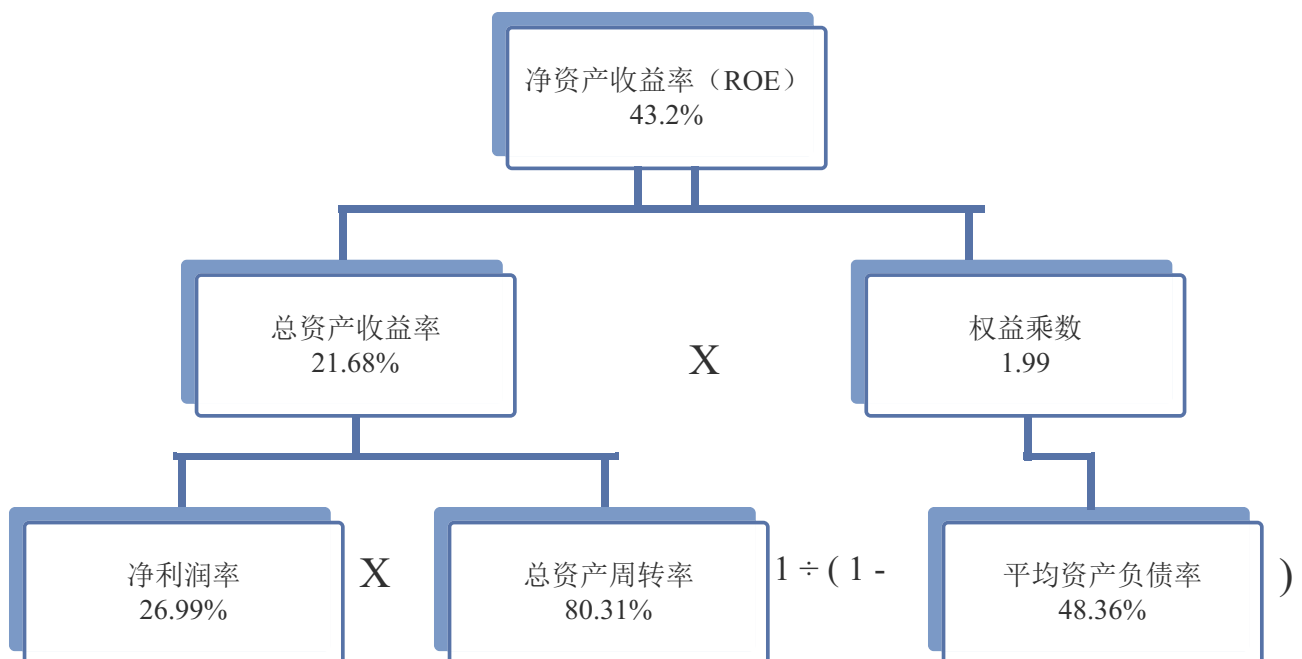 净资产收益率（ROE）
43.2%
总资产收益率
21.68%
X
权益乘数
1.99
净利润率
26.99%
X
总资产周转率
80.31%
1 ÷ ( 1 -
平均资产负债率
48.36%
)